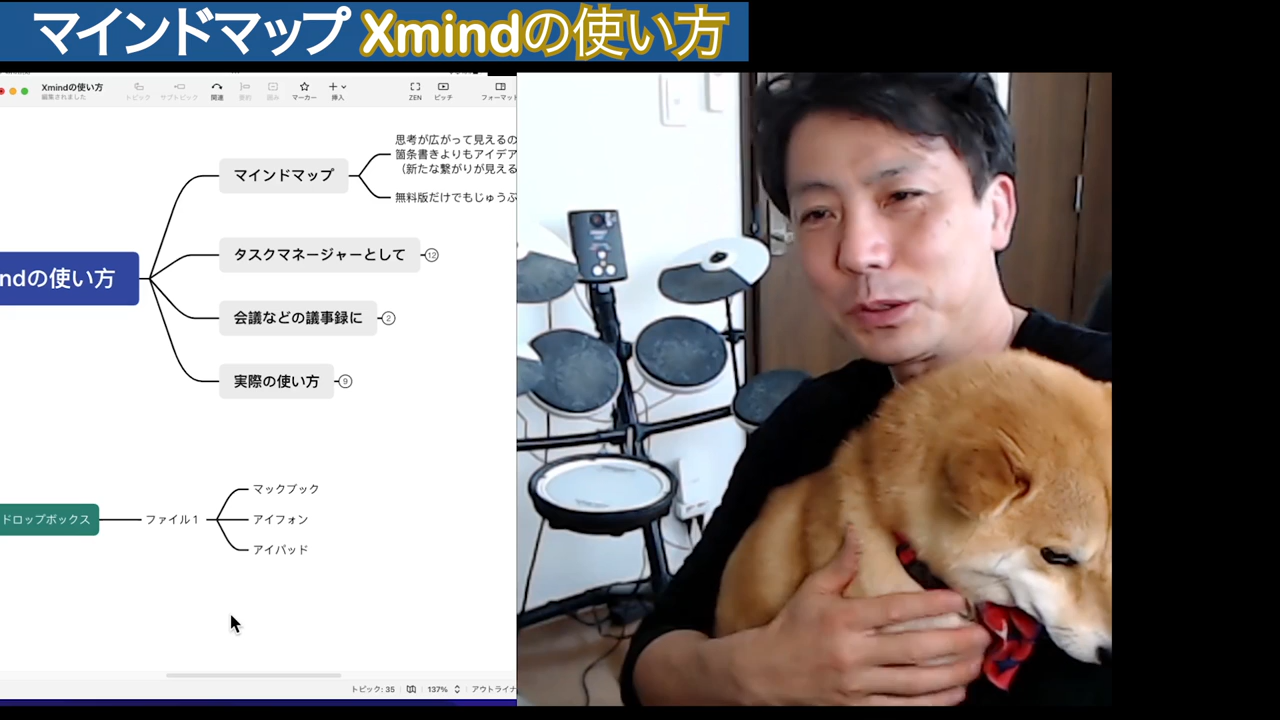 マインドマップ Xmindの使い方
Xmindの使い方
編集されました
トピック
サブトピック
関連
要約
囲み
マーカー
挿入
ZEN
ピッチ
フォーマッ
思考が広がって見えるの
箇条書きよりもアイデア
（新たな繋がりが見える
マインドマップ
無料版だけでもじゅうぶ
タスクマネージャーとして 12
ndの使い方
会議などの議事録に 2
実際の使い方 9
マックブック
ドロップボックス ファイル１ アイフォン
アイパッド
トピック: 35 137% アウトライナ